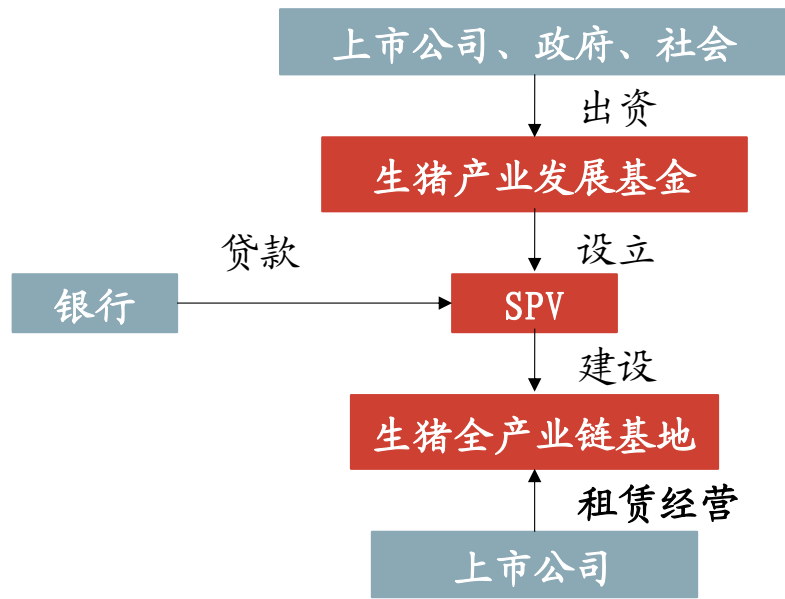 上市公司、政府、社会
出资
生猪产业发展基金
贷款
设立
银行
SPV
建设
生猪全产业链基地
租赁经营
上市公司